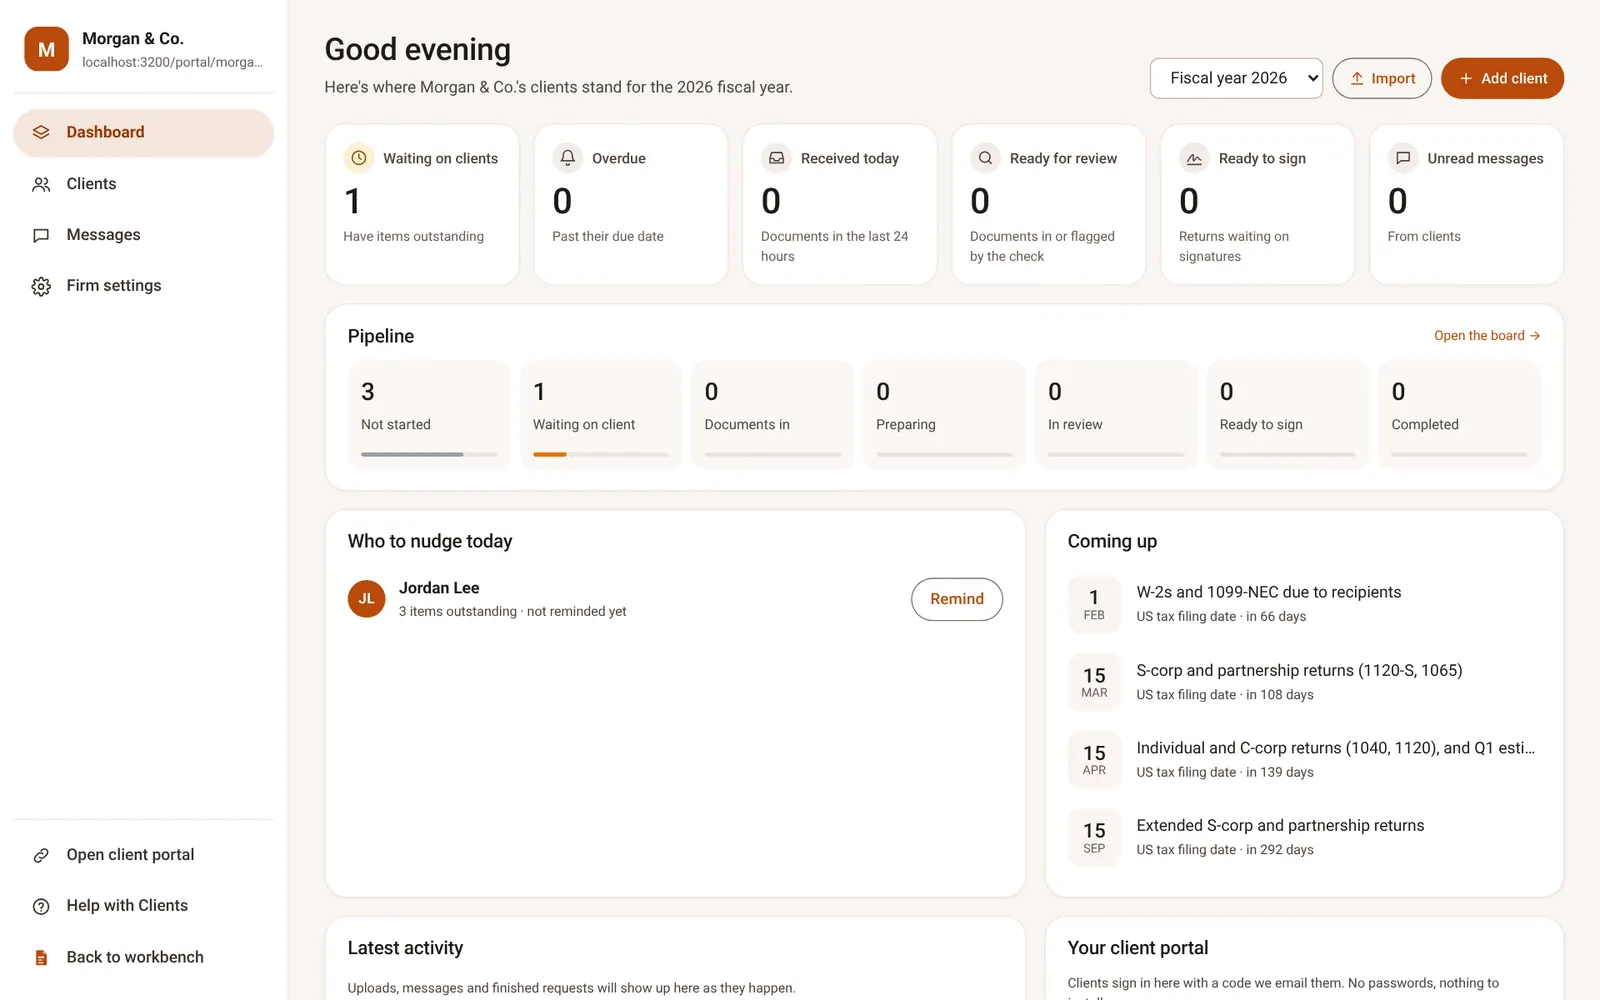 M
Morgan & Co.
localhost:3200/portal/morga...
Dashboard
Clients
Messages
Firm settings
Open client portal
Help with Clients
Back to workbench
Good evening
Here's where Morgan & Co.'s clients stand for the 2026 fiscal year.
Fiscal year 2026
Import
Add client
Waiting on clients
1
Have items outstanding
Overdue
0
Past their due date
Received today
0
Documents in the last 24
hours
Ready for review
0
Documents in or flagged
by the check
Ready to sign
0
Returns waiting on
signatures
Unread messages
0
From clients
Pipeline
Open the board →
3
Not started
1
Waiting on client
0
Documents in
0
Preparing
0
In review
0
Ready to sign
0
Completed
Who to nudge today
JL
Jordan Lee
3 items outstanding · not reminded yet
Remind
Coming up
1
FEB
W-2s and 1099-NEC due to recipients
US tax filing date · in 66 days
15
MAR
S-corp and partnership returns (1120-S, 1065)
US tax filing date · in 108 days
15
APR
Individual and C-corp returns (1040, 1120), and Q1 esti...
US tax filing date · in 139 days
15
SEP
Extended S-corp and partnership returns
US tax filing date · in 292 days
Latest activity
Uploads, messages and finished requests will show up here as they happen.
Your client portal
Clients sign in here with a code we email them. No passwords, nothing to